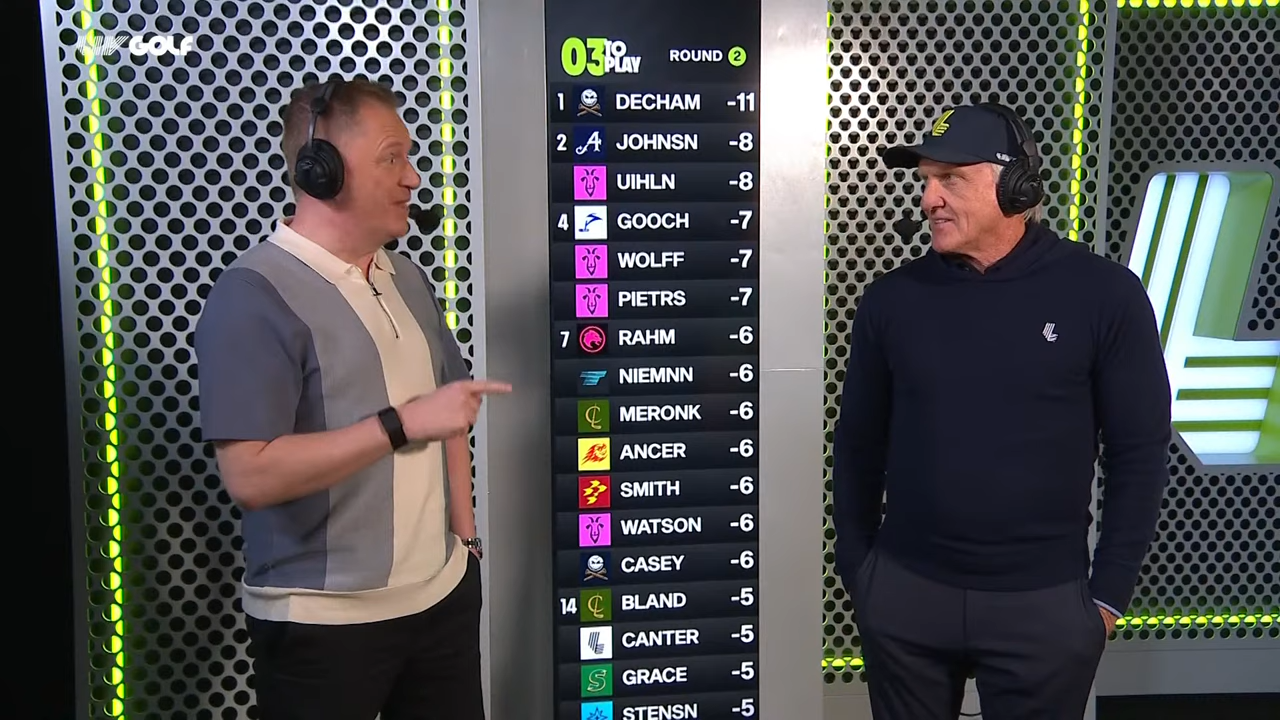 LIV GOLF
03 TO PLAY ROUND 2
1 DECHAM -11
2 JOHNSN -8
UIHLN -8
4 GOOCH -7
WOLFF -7
PIETRS -7
7 RAHM -6
NIEMNN -6
MERONK -6
ANCER -6
SMITH -6
WATSON -6
CASEY -6
14 BLAND -5
CANTER -5
GRACE -5
STENSN -5